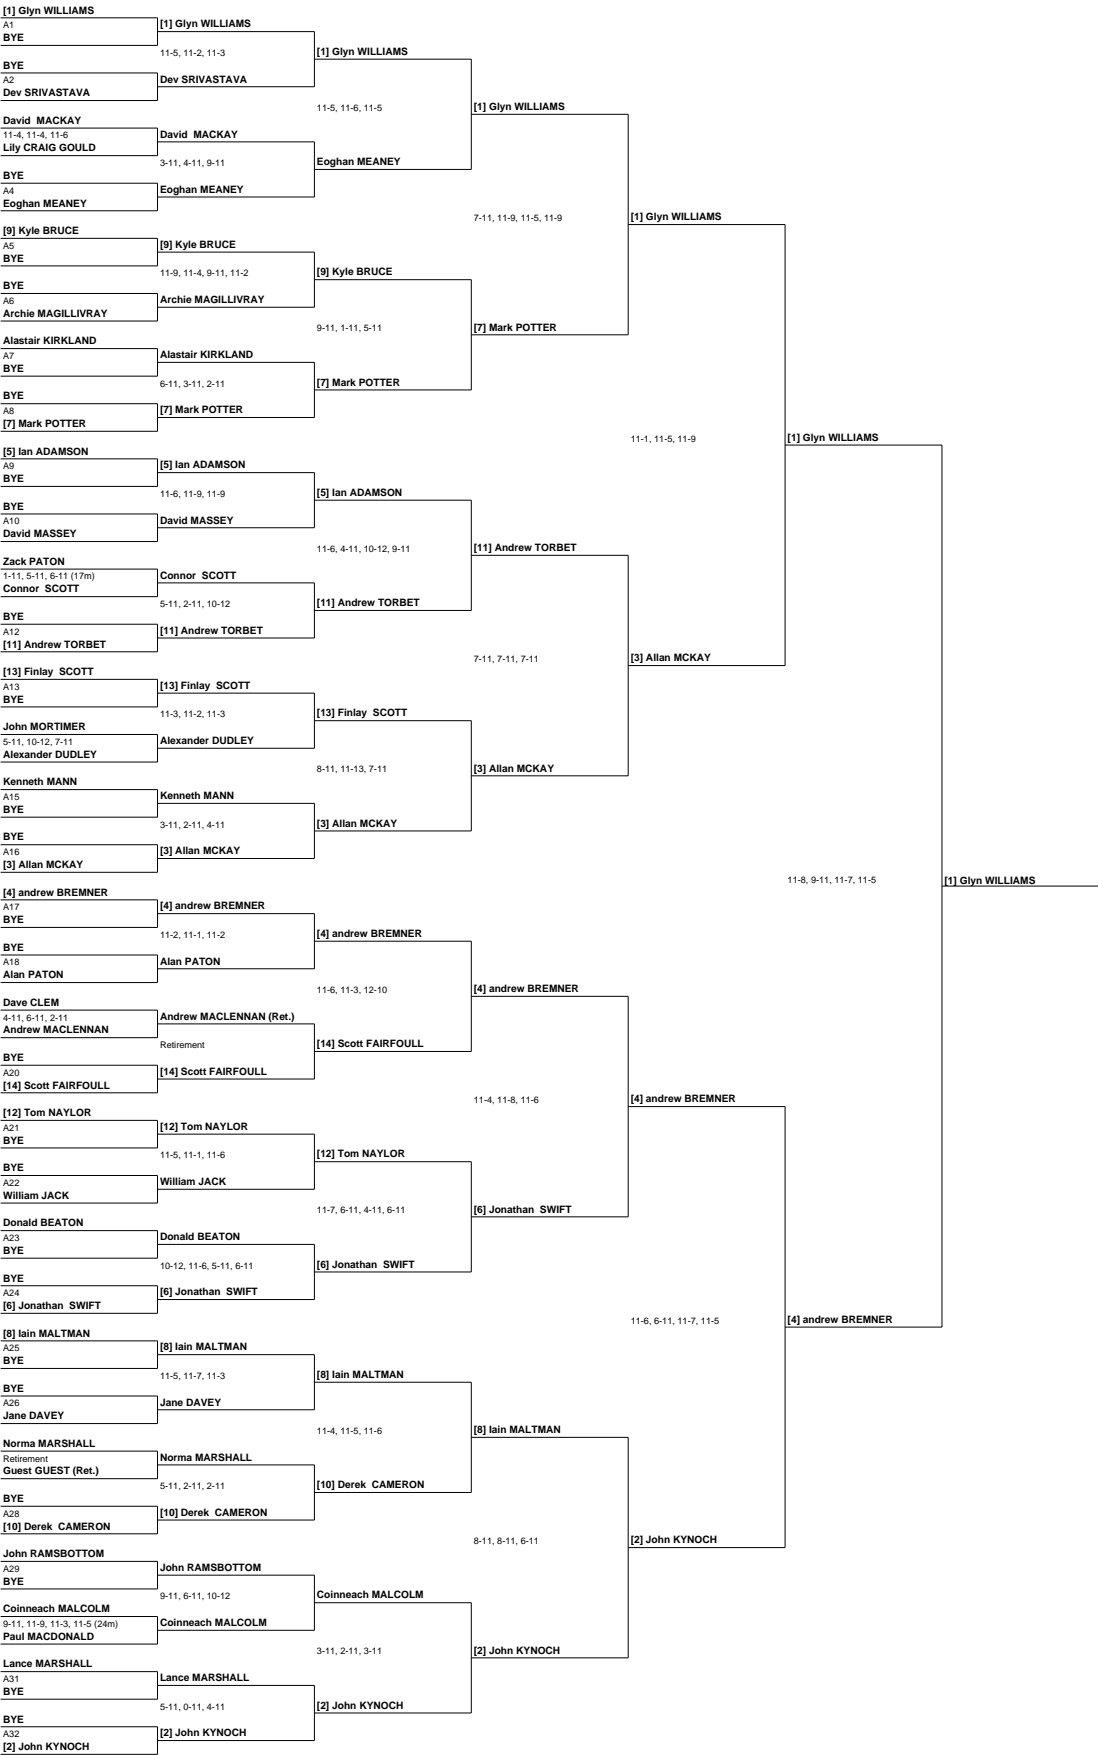 [1] Glyn WILLIAMS
A1
BYE
BYE
A2
Dev SRIVASTAVA
David  MACKAY
11-4, 11-4, 11-6
Lily CRAIG GOULD
BYE
A4
Eoghan MEANEY
[9] Kyle BRUCE
A5
BYE
BYE
A6
Archie MAGILLIVRAY
Alastair KIRKLAND
A7
BYE
BYE
A8
[7] Mark POTTER
[5] Ian ADAMSON
A9
BYE
BYE
A10
David MASSEY
Zack PATON
1-11, 5-11, 6-11 (17m)
Connor  SCOTT
BYE
A12
[11] Andrew TORBET
[13] Finlay  SCOTT
A13
BYE
John MORTIMER
5-11, 10-12, 7-11
Alexander DUDLEY
Kenneth MANN
A15
BYE
BYE
A16
[3] Allan MCKAY
[4] andrew BREMNER
A17
BYE
BYE
A18
Alan PATON
Dave CLEM
4-11, 6-11, 2-11
Andrew MACLENNAN
BYE
A20
[14] Scott FAIRFOULL
[12] Tom NAYLOR
A21
BYE
BYE
A22
William JACK
Donald BEATON
A23
BYE
BYE
A24
[6] Jonathan  SWIFT
[8] Iain MALTMAN
A25
BYE
BYE
A26
Jane DAVEY
Norma MARSHALL
Retirement
Guest GUEST (Ret.)
BYE
A28
[10] Derek  CAMERON
John RAMSBOTTOM
A29
BYE
Coinneach MALCOLM
9-11, 11-9, 11-3, 11-5 (24m)
Paul MACDONALD
Lance MARSHALL
A31
BYE
BYE
A32
[2] John KYNOCH
[1] Glyn WILLIAMS
11-5, 11-2, 11-3
Dev SRIVASTAVA
David  MACKAY
3-11, 4-11, 9-11
Eoghan MEANEY
[9] Kyle BRUCE
11-9, 11-4, 9-11, 11-2
Archie MAGILLIVRAY
Alastair KIRKLAND
6-11, 3-11, 2-11
[7] Mark POTTER
[5] Ian ADAMSON
11-6, 11-9, 11-9
David MASSEY
Connor  SCOTT
5-11, 2-11, 10-12
[11] Andrew TORBET
[13] Finlay  SCOTT
11-3, 11-2, 11-3
Alexander DUDLEY
Kenneth MANN
3-11, 2-11, 4-11
[3] Allan MCKAY
[4] andrew BREMNER
11-2, 11-1, 11-2
Alan PATON
Andrew MACLENNAN (Ret.)
Retirement
[14] Scott FAIRFOULL
[12] Tom NAYLOR
11-5, 11-1, 11-6
William JACK
Donald BEATON
10-12, 11-6, 5-11, 6-11
[6] Jonathan  SWIFT
[8] Iain MALTMAN
11-5, 11-7, 11-3
Jane DAVEY
Norma MARSHALL
5-11, 2-11, 2-11
[10] Derek  CAMERON
John RAMSBOTTOM
9-11, 6-11, 10-12
Coinneach MALCOLM
Lance MARSHALL
5-11, 0-11, 4-11
[2] John KYNOCH
[1] Glyn WILLIAMS
11-5, 11-6, 11-5
Eoghan MEANEY
[9] Kyle BRUCE
9-11, 1-11, 5-11
[7] Mark POTTER
[5] Ian ADAMSON
11-6, 4-11, 10-12, 9-11
[11] Andrew TORBET
[13] Finlay  SCOTT
8-11, 11-13, 7-11
[3] Allan MCKAY
[4] andrew BREMNER
11-6, 11-3, 12-10
[14] Scott FAIRFOULL
[12] Tom NAYLOR
11-7, 6-11, 4-11, 6-11
[6] Jonathan  SWIFT
[8] Iain MALTMAN
11-4, 11-5, 11-6
[10] Derek  CAMERON
Coinneach MALCOLM
3-11, 2-11, 3-11
[2] John KYNOCH
[1] Glyn WILLIAMS
7-11, 11-9, 11-5, 11-9
[7] Mark POTTER
[11] Andrew TORBET
7-11, 7-11, 7-11
[3] Allan MCKAY
[4] andrew BREMNER
11-4, 11-8, 11-6
[6] Jonathan  SWIFT
[8] Iain MALTMAN
8-11, 8-11, 6-11
[2] John KYNOCH
[1] Glyn WILLIAMS
11-1, 11-5, 11-9
[3] Allan MCKAY
[4] andrew BREMNER
11-6, 6-11, 11-7, 11-5
[2] John KYNOCH
[1] Glyn WILLIAMS
11-8, 9-11, 11-7, 11-5
[4] andrew BREMNER
[1] Glyn WILLIAMS